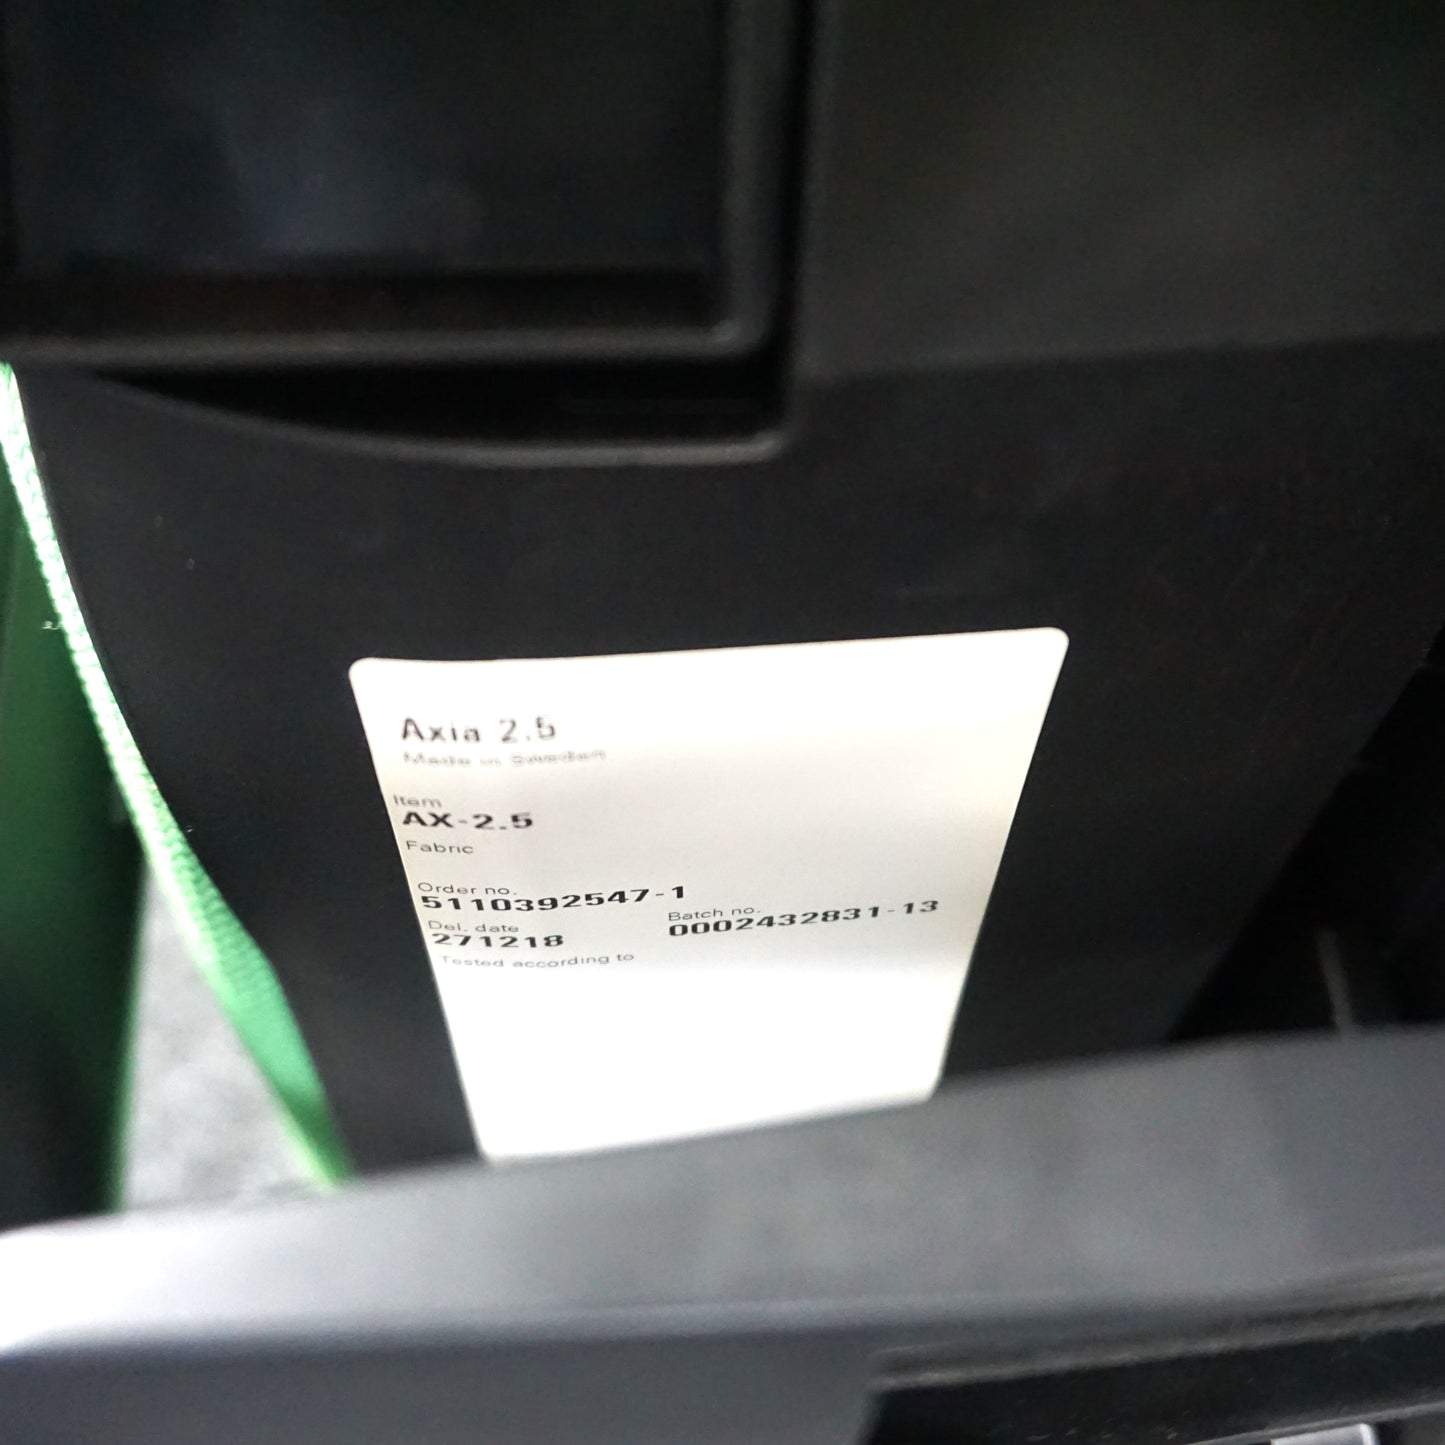 Axia 2.5
Made in Sweden
Item
AX-2.5
Fabric
Order no.
5110392547-1
Del. date
271218
Batch no.
0002432831-13
Tested according to